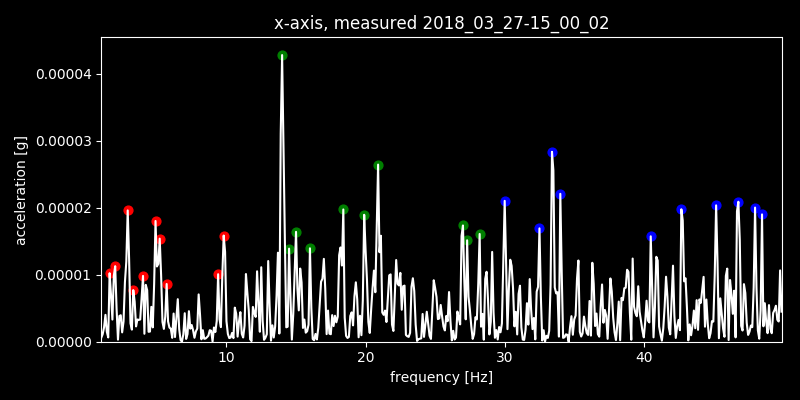 x-axis, measured 2018_03_27-15_00_02
0.00004
0.00003
0.00002
0.00001
0.00000
acceleration [g]
10 20 30 40
frequency [Hz]